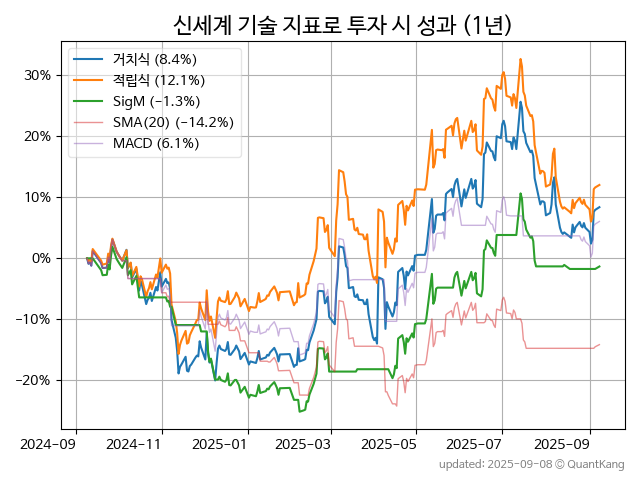 신세계 기술 지표로 투자 시 성과 (1년)
거치식 (8.4%)
적립식 (12.1%)
SigM (−1.3%)
SMA(20) (−14.2%)
MACD (6.1%)
30%
20%
10%
0%
−10%
−20%
2024-09
2024-11
2025-01
2025-03
2025-05
2025-07
2025-09
updated: 2025-09-08 © QuantKang